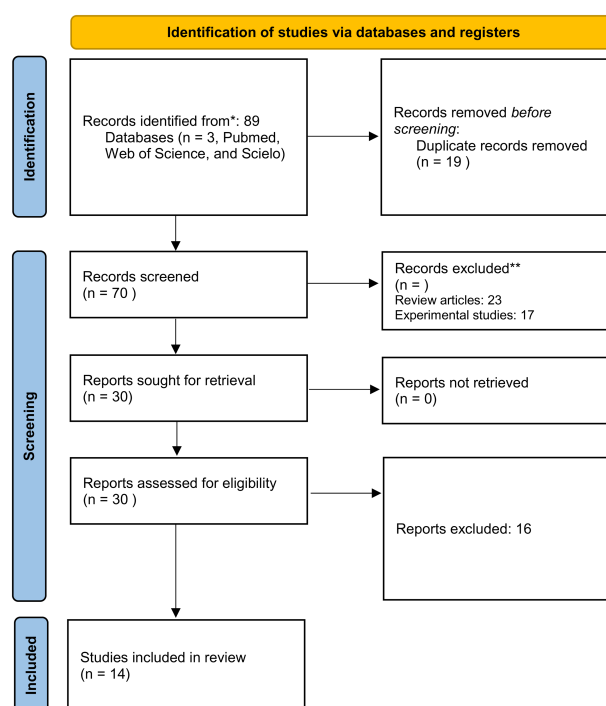 Identification of studies via databases and registers
Identification
Records identified from*: 89
Databases (n = 3, Pubmed,
Web of Science, and Scielo)
Records removed before
screening:
Duplicate records removed
(n = 19 )
Screening
Records screened
(n = 70 )
Records excluded**
(n = )
Review articles: 23
Experimental studies: 17
Reports sought for retrieval
(n = 30)
Reports not retrieved
(n = 0)
Reports assessed for eligibility
(n = 30 )
Reports excluded: 16
Included
Studies included in review
(n = 14)